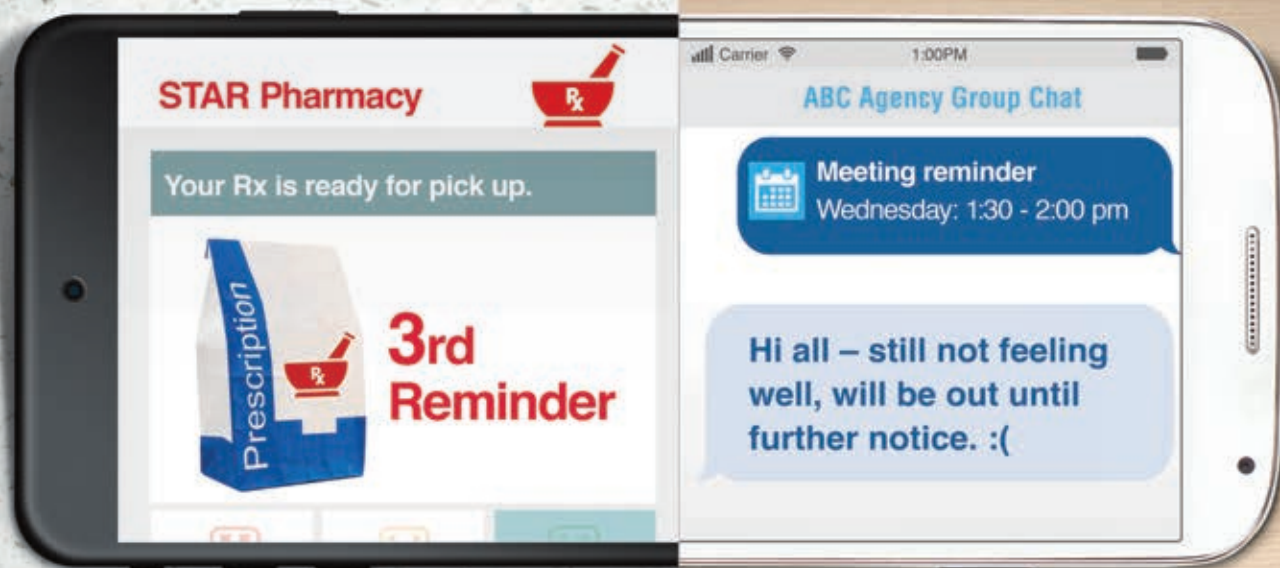 STAR Pharmacy
Rx
Your Rx is ready for pick up.
Prescription
Rx
3rd
Reminder
Carrier
1:00PM
ABC Agency Group Chat
Meeting reminder
Wednesday: 1:30 - 2:00 pm
Hi all – still not feeling
well, will be out until
further notice. :(